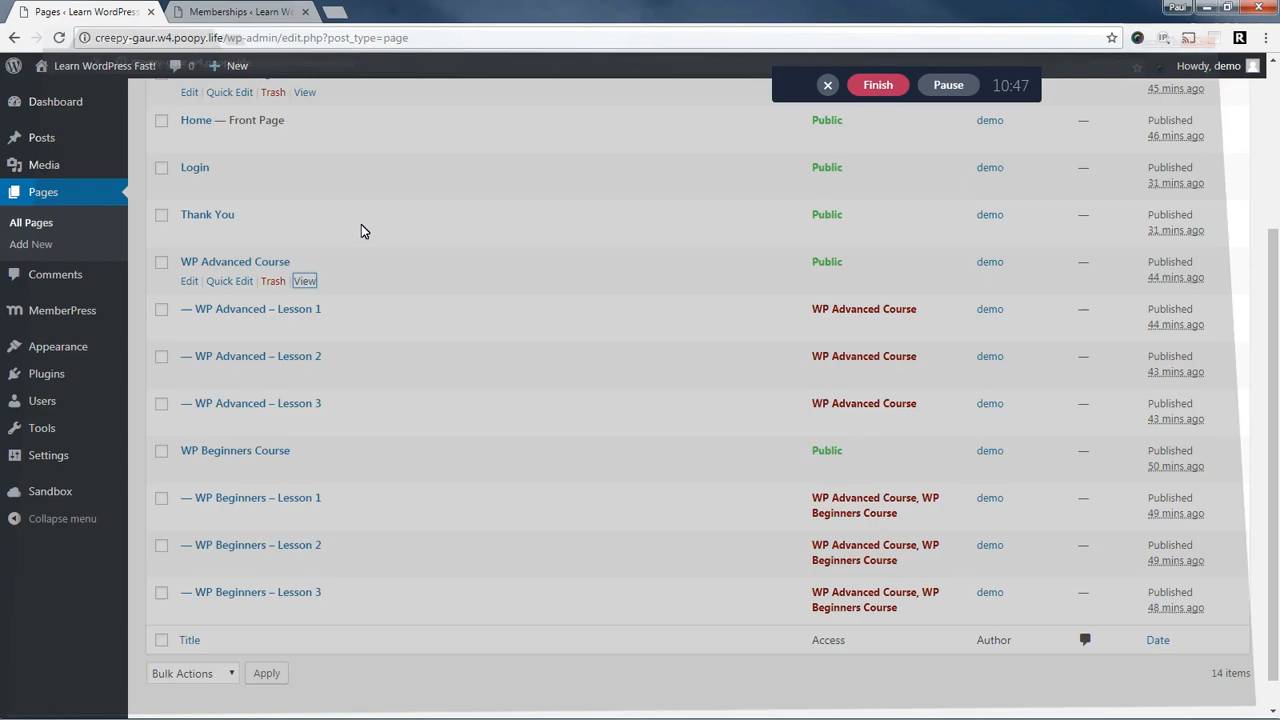 Pages ‹ Learn WordPress
Memberships ‹ Learn Wo
Paul
creepy-gaur.w4.poopy.life/wp-admin/edit.php?post_type=page
Learn WordPress Fast! 0 New
Howdy, demo
Finish Pause 10:47
Dashboard
Posts
Media
Pages
All Pages
Add New
Comments
MemberPress
Appearance
Plugins
Users
Tools
Settings
Sandbox
Collapse menu
Edit | Quick Edit | Trash | View 45 mins ago
Home — Front Page Public demo — Published
46 mins ago
Login Public demo — Published
31 mins ago
Thank You Public demo — Published
31 mins ago
WP Advanced Course Public demo — Published
Edit | Quick Edit | Trash | View 44 mins ago
— WP Advanced – Lesson 1 WP Advanced Course demo — Published
44 mins ago
— WP Advanced – Lesson 2 WP Advanced Course demo — Published
43 mins ago
— WP Advanced – Lesson 3 WP Advanced Course demo — Published
43 mins ago
WP Beginners Course Public demo — Published
50 mins ago
— WP Beginners – Lesson 1 WP Advanced Course, WP demo — Published
Beginners Course 49 mins ago
— WP Beginners – Lesson 2 WP Advanced Course, WP demo — Published
Beginners Course 49 mins ago
— WP Beginners – Lesson 3 WP Advanced Course, WP demo — Published
Beginners Course 48 mins ago
Title Access Author Date
Bulk Actions Apply 14 items